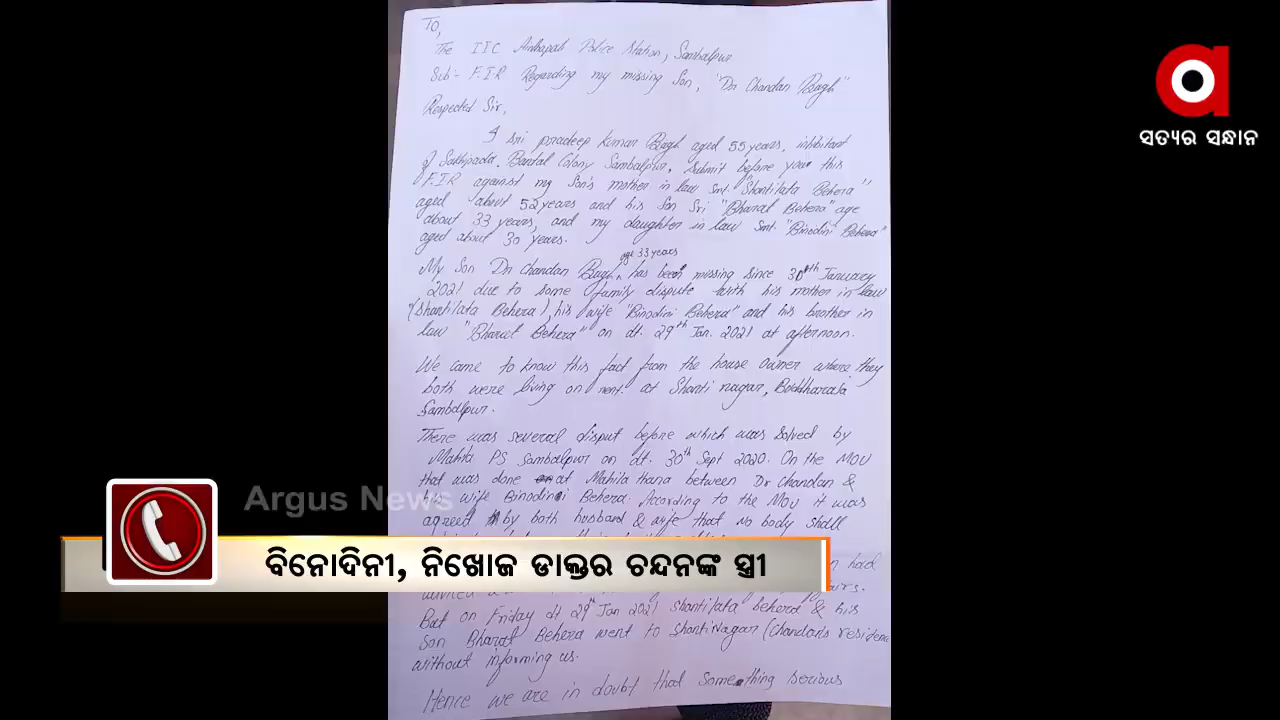 To,
The IIC Ainthapali Police Station, Sambalpur
Sub- F.I.R Regarding my missing Son, "Dr Chandan Bagh"
Respected Sir,
I Sri pradeep Kumar Bagh aged 55 years, inhibitant
of Sakhipada, Bantal Colony Sambalpur, Submit before your this
F.I.R against my Son's mother in law Smt. "Shantilata Behera"
aged about 52 years and his Son Sri "Bharat Behera" age
about 33 years, and my daughter in law Smt. "Binodini Behera"
aged about 30 years.
age 33 years
My Son Dr Chandan Bagh, has been missing since 30th January
2021 due to some family dispute with his mother in law
(Shantilata Behera), his wife "Binodini Behera" and his brother in
law "Bharat Behera" on dt. 29th Jan. 2021 at afternoon.
We came to know this fact from the house owner where they
both were living on rent. at Shanti nagar, Budharaja
Sambalpur.
There was several disput before which was solved by
Mahila PS Sambalpur on dt. 30th Sept 2020. On the MOU
that was done at Mahila thana between Dr Chandan &
his wife Binodini Behera. According to the Mou it was
agreed by both husband & wife that no body shall
had
But on Friday dt 29th Jan 2021 Shantilata behera & his
Son Bharat Behera went to ShantiNagar (Chandan's residence
without informing us.
Hence we are in doubt that Something serious
Argus News
ବିନୋଦିନୀ, ନିଖୋଜ ଡାକ୍ତର ଚନ୍ଦନଙ୍କ ସ୍ତ୍ରୀ
ସତ୍ୟର ସନ୍ଧାନ